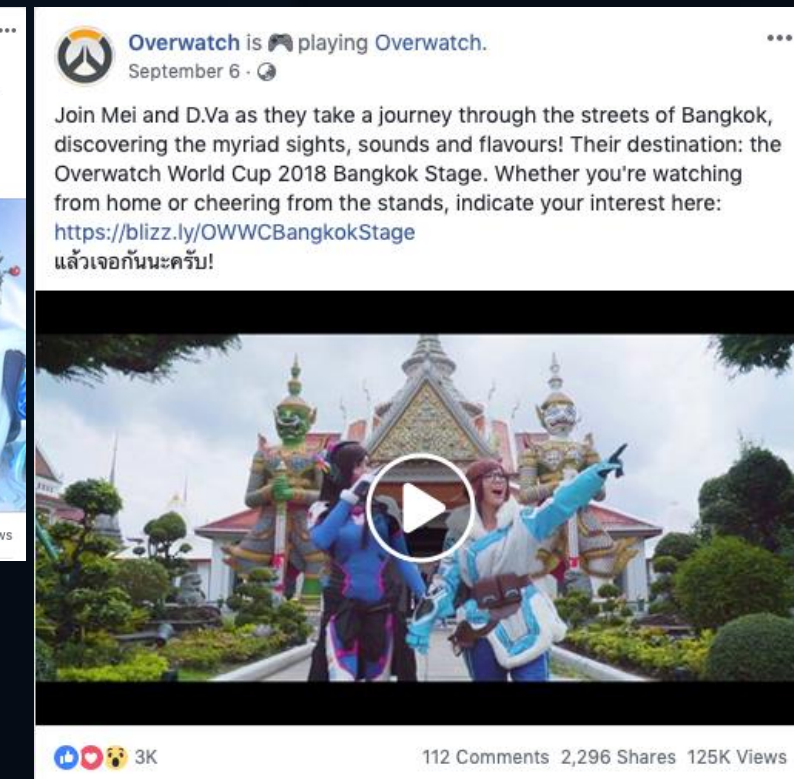 Overwatch is 🎮 playing Overwatch.
September 6 ·
Join Mei and D.Va as they take a journey through the streets of Bangkok,
discovering the myriad sights, sounds and flavours! Their destination: the
Overwatch World Cup 2018 Bangkok Stage. Whether you're watching
from home or cheering from the stands, indicate your interest here:
https://blizz.ly/OWWCBangkokStage
แล้วเจอกันนะครับ!
3K
112 Comments 2,296 Shares 125K Views